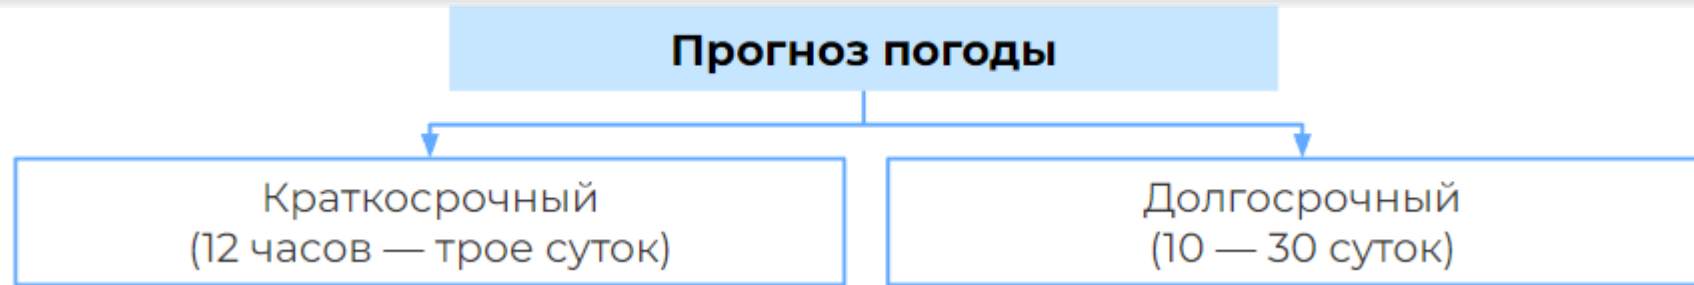 Прогноз погоды
Краткосрочный
(12 часов — трое суток)
Долгосрочный
(10 — 30 суток)